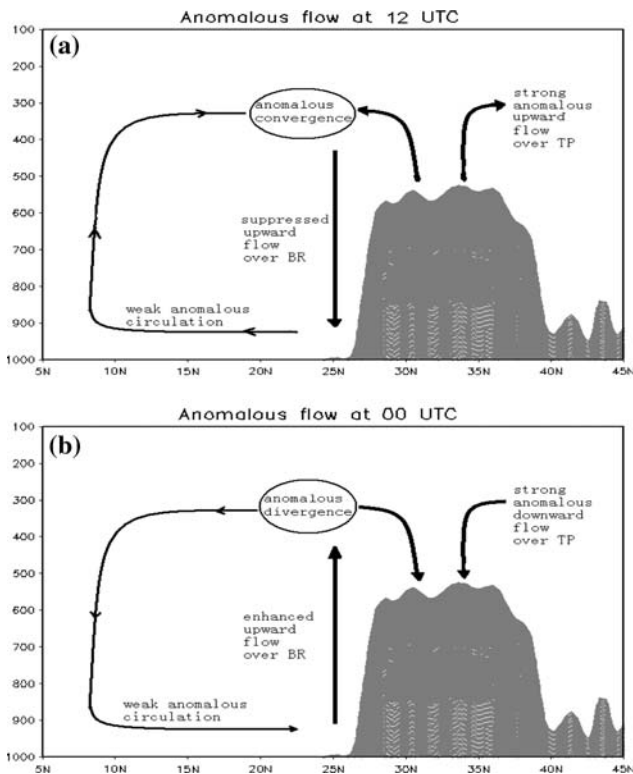 Anomalous flow at 12 UTC
(a)
100
200
300
400
500
600
700
800
900
1000
5N
10N
15N
20N
25N
30N
35N
40N
45N
anomalous
convergence
strong
anomalous
upward
flow
over TP
suppressed
upward
flow
over BR
weak anomalous
circulation
Anomalous flow at 00 UTC
(b)
100
200
300
400
500
600
700
800
900
1000
5N
10N
15N
20N
25N
30N
35N
40N
45N
anomalous
divergence
strong
anomalous
downward
flow
over TP
enhanced
upward
flow
over BR
weak anomalous
circulation